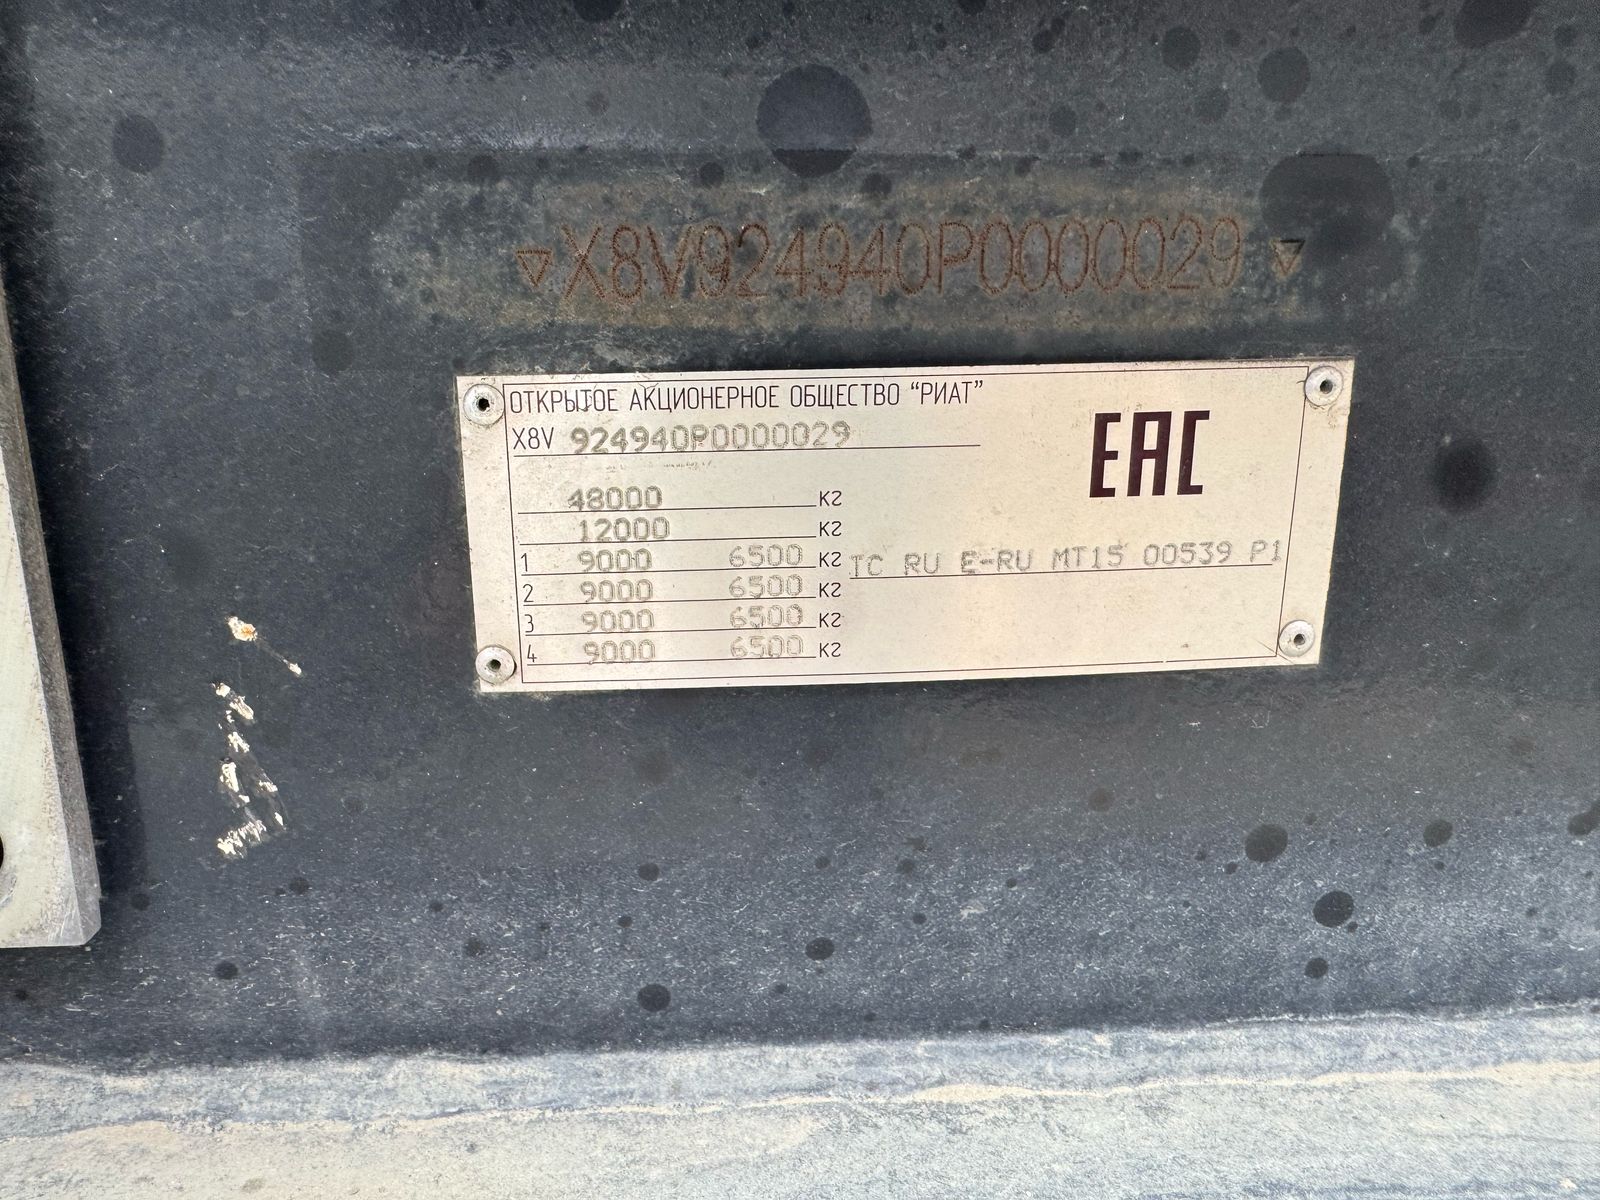 ▽X8V924940P0000029▽
ОТКРЫТОЕ АКЦИОНЕРНОЕ ОБЩЕСТВО “РИАТ”
X8V 924940P0000029
EAC
48000 кг
12000 кг
1 9000 6500 кг TC RU E-RU MT15 00539 P1
2 9000 6500 кг
3 9000 6500 кг
4 9000 6500 кг